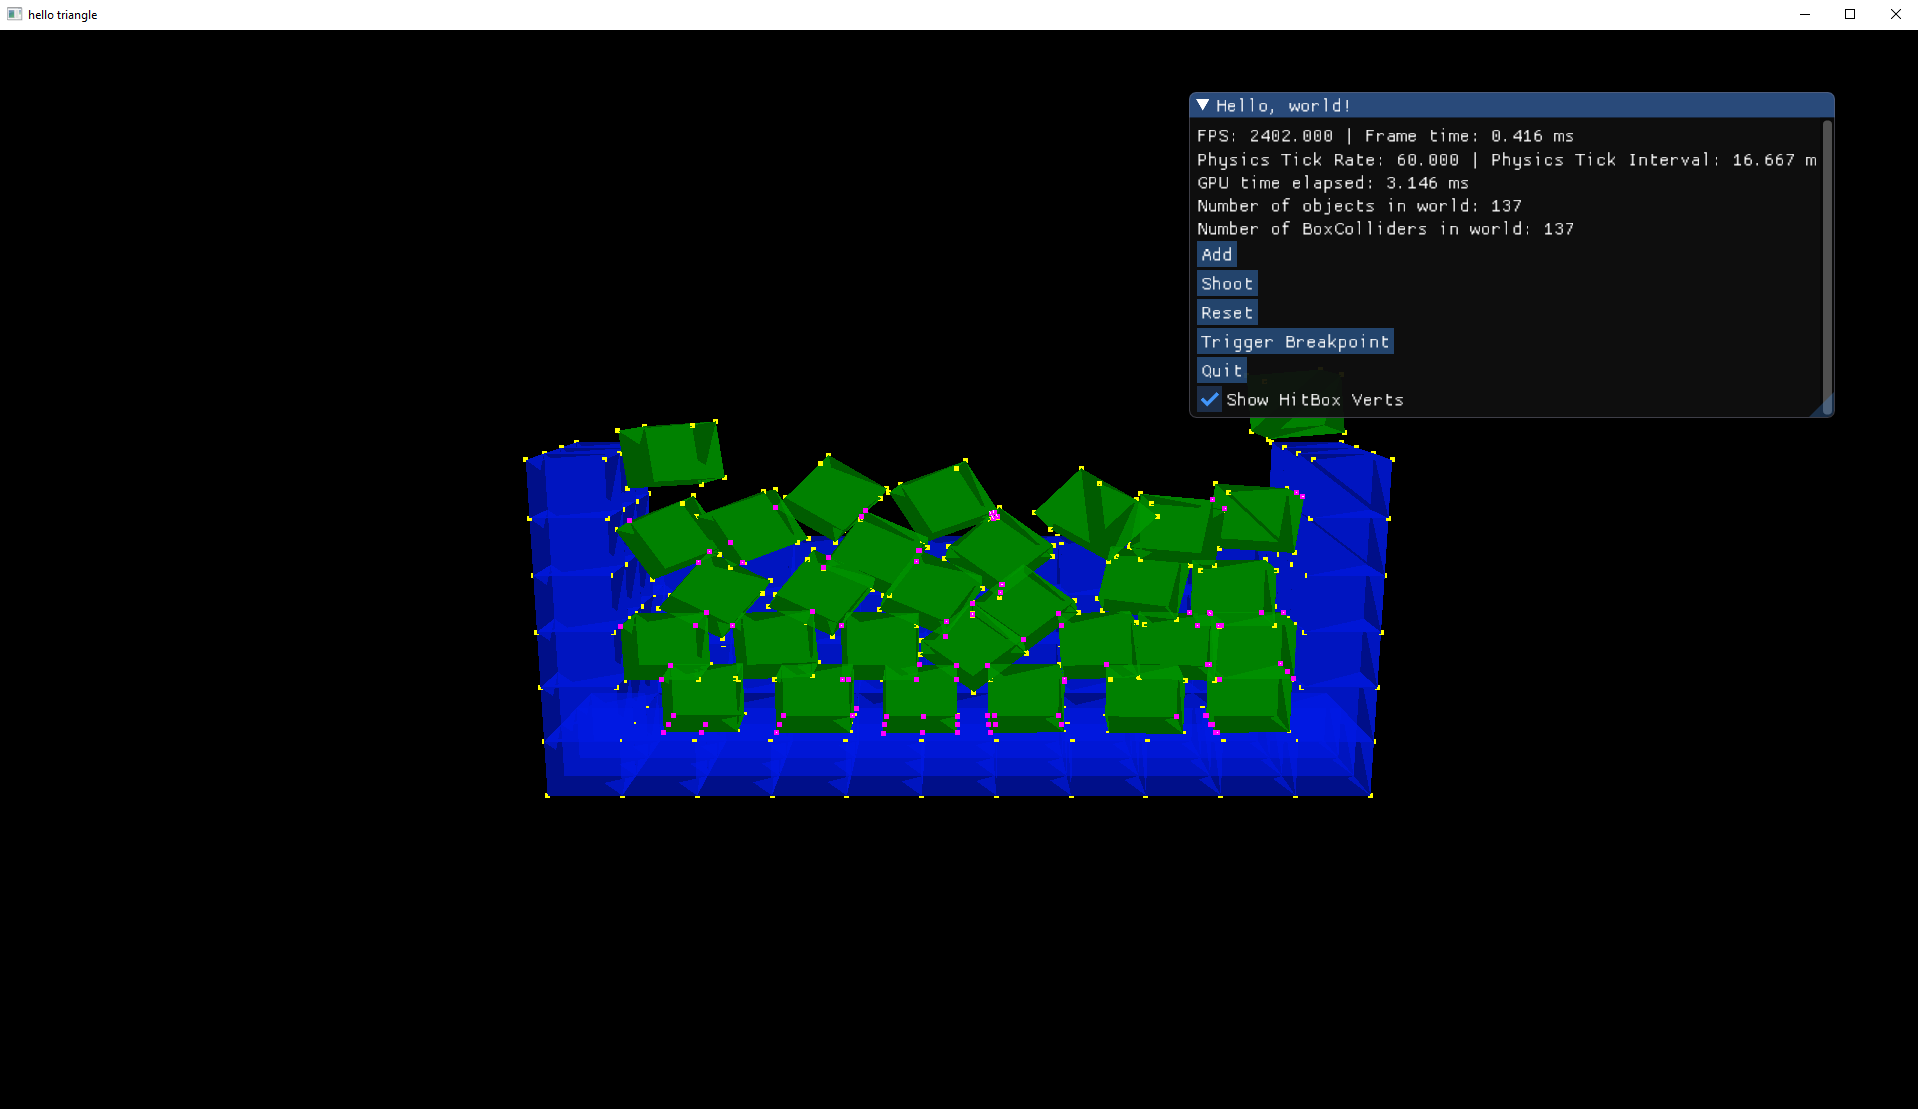 hello triangle
Hello, world!
FPS: 2402.000 | Frame time: 0.416 ms
Physics Tick Rate: 60.000 | Physics Tick Interval: 16.667 m
GPU time elapsed: 3.146 ms
Number of objects in world: 137
Number of BoxColliders in world: 137
Add
Shoot
Reset
Trigger Breakpoint
Quit
Show HitBox Verts